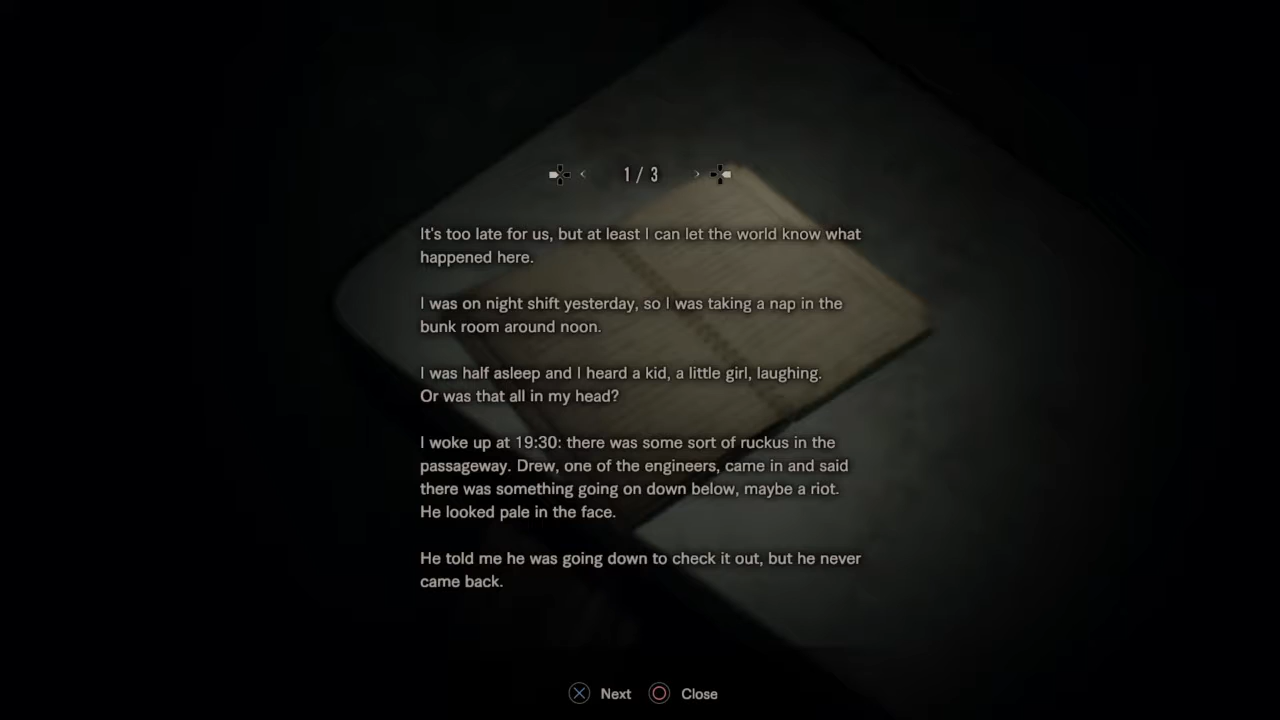 1 / 3
It's too late for us, but at least I can let the world know what
happened here.
I was on night shift yesterday, so I was taking a nap in the
bunk room around noon.
I was half asleep and I heard a kid, a little girl, laughing.
Or was that all in my head?
I woke up at 19:30: there was some sort of ruckus in the
passageway. Drew, one of the engineers, came in and said
there was something going on down below, maybe a riot.
He looked pale in the face.
He told me he was going down to check it out, but he never
came back.
Next Close